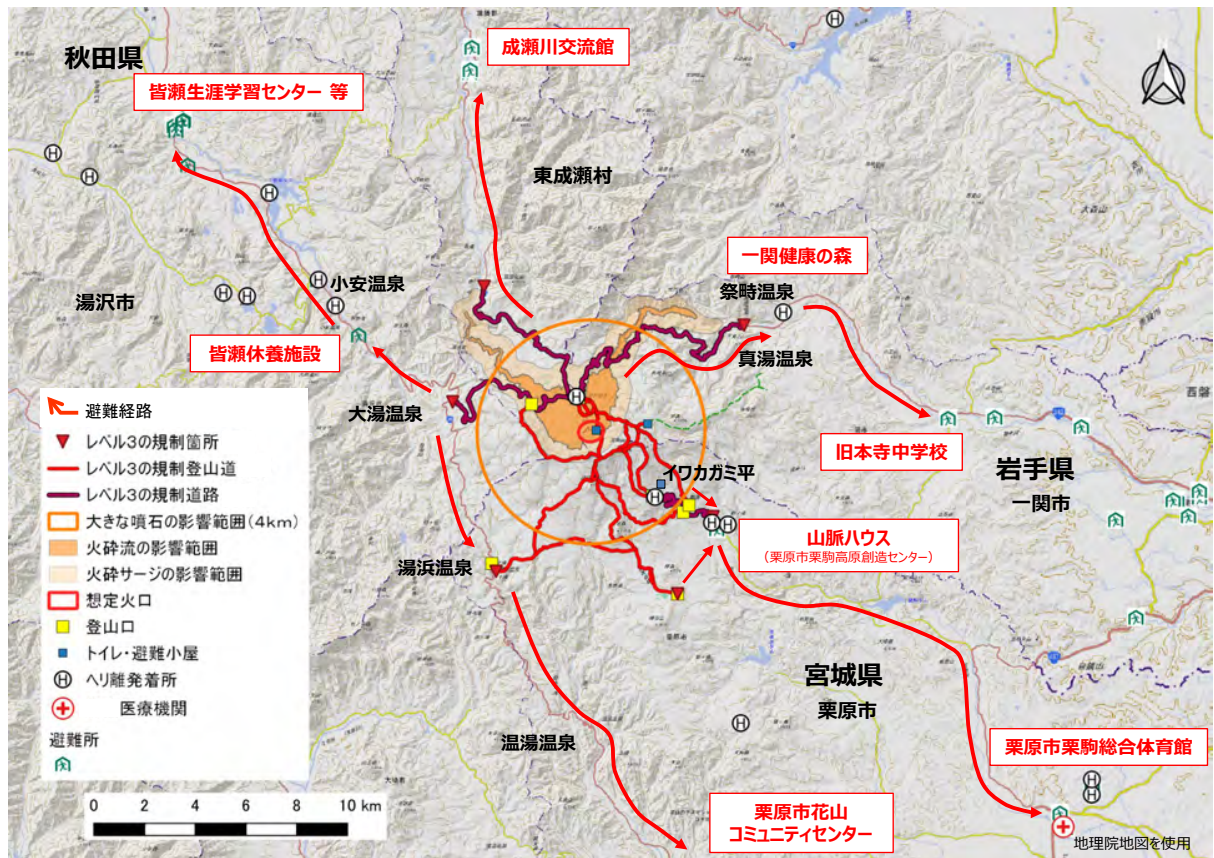 秋田県
成瀬川交流館
皆瀬生涯学習センター 等
東成瀬村
一関健康の森
祭時温泉
小安温泉
湯沢市
皆瀬休養施設
真湯温泉
大湯温泉
旧本寺中学校
岩手県
一関市
イワカガミ平
山脈ハウス
（栗原市栗駒高原創造センター）
湯浜温泉
宮城県
栗原市
温湯温泉
栗原市栗駒総合体育館
栗原市花山
コミュニティセンター
避難経路
レベル3の規制箇所
レベル3の規制登山道
レベル3の規制道路
大きな噴石の影響範囲(4km)
火砕流の影響範囲
火砕サージの影響範囲
想定火口
登山口
トイレ・避難小屋
ヘリ離発着所
医療機関
避難所
0 2 4 6 8 10 km
地理院地図を使用